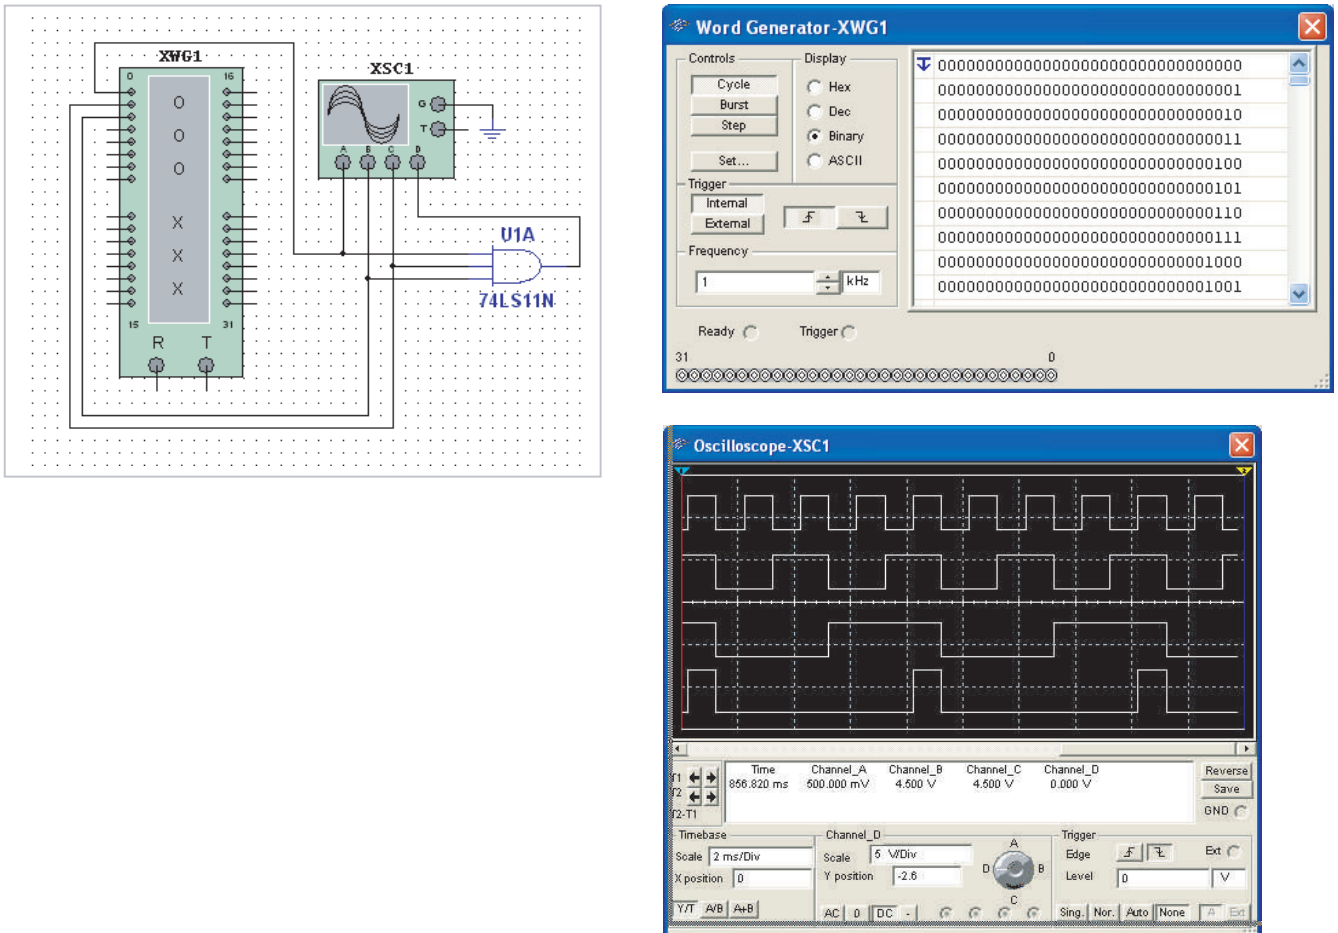 XWG1
0 16
O
O
O
X
X
X
15 31
R T
XSC1
G
T
A B C D
U1A
74LS11N
Word Generator-XWG1
Controls
Cycle
Burst
Step
Set...
Display
Hex
Dec
Binary
ASCII
Trigger
Internal
External
Frequency
1 kHz
Ready Trigger
31 0
00000000000000000000000000000000
00000000000000000000000000000001
00000000000000000000000000000010
00000000000000000000000000000011
00000000000000000000000000000100
00000000000000000000000000000101
00000000000000000000000000000110
00000000000000000000000000000111
00000000000000000000000000001000
00000000000000000000000000001001
Oscilloscope-XSC1
Time Channel_A Channel_B Channel_C Channel_D
856.820 ms 500.000 mV 4.500 V 4.500 V 0.000 V
T2-T1
Reverse
Save
GND
Timebase
Scale 2 ms/Div
X position 0
Y/T A/B A+B
Channel_D
Scale 5 V/Div
Y position -2.6
AC 0 DC -
A
D B
C
Trigger
Edge Ext
Level 0 V
Sing. Nor. Auto None A Ext